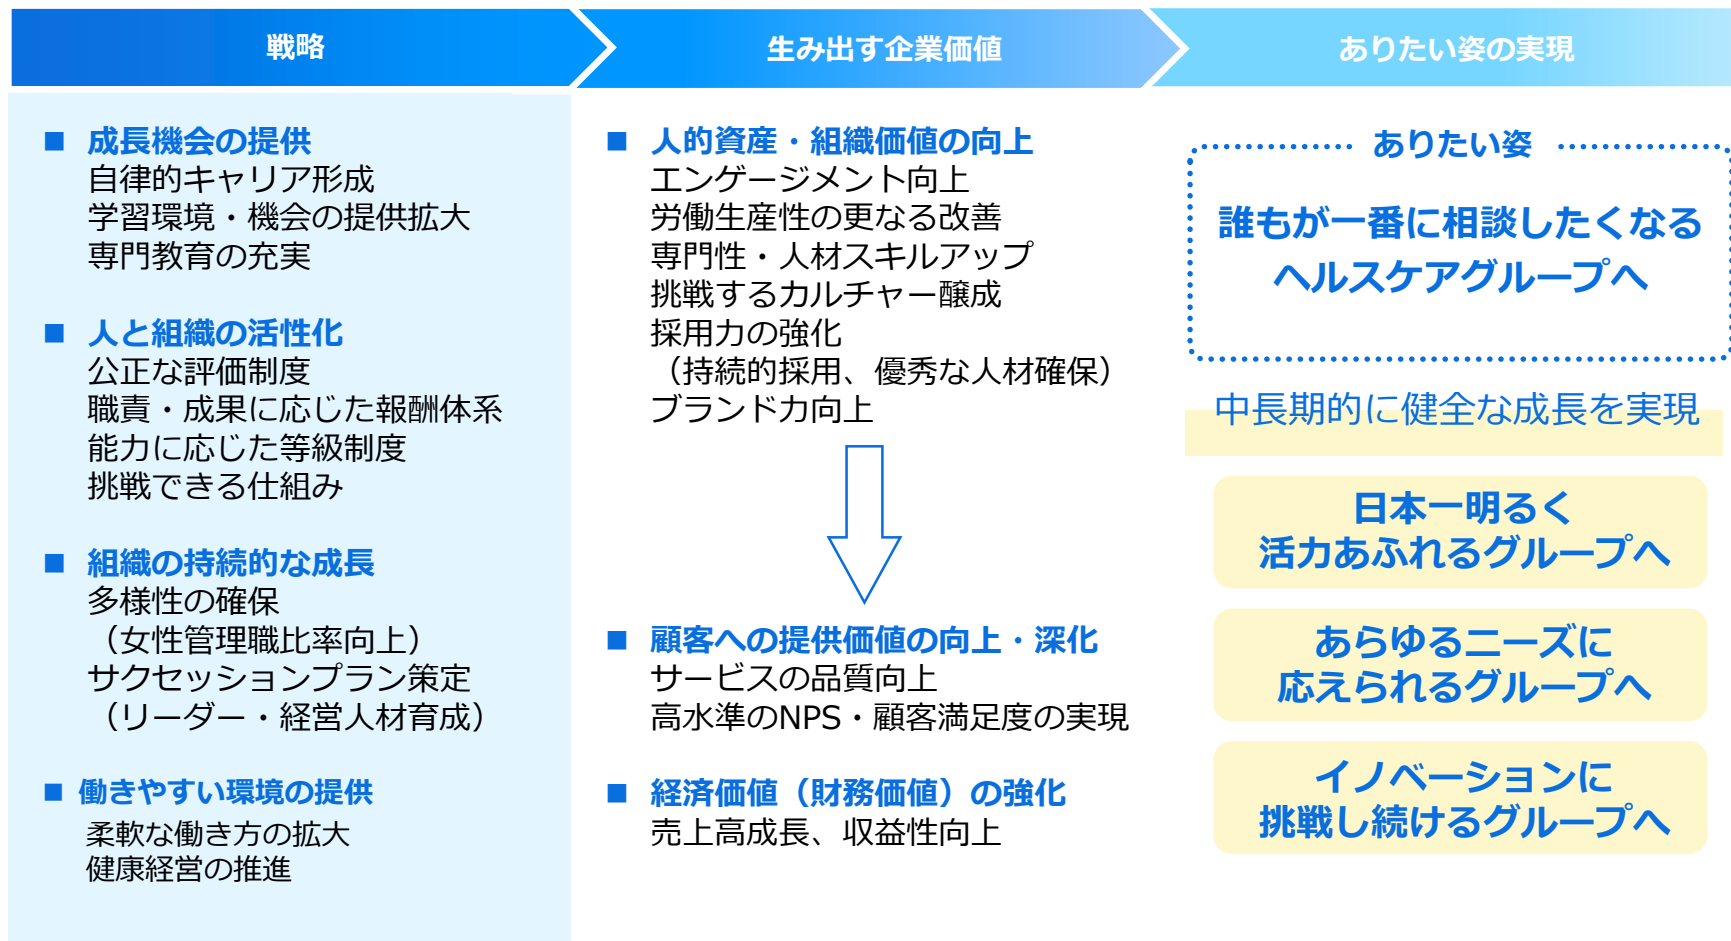 戦略
生み出す企業価値
ありたい姿の実現
■ 成長機会の提供
自律的キャリア形成
学習環境・機会の提供拡大
専門教育の充実
■ 人と組織の活性化
公正な評価制度
職責・成果に応じた報酬体系
能力に応じた等級制度
挑戦できる仕組み
■ 組織の持続的な成長
多様性の確保
（女性管理職比率向上）
サクセッションプラン策定
（リーダー・経営人材育成）
■ 働きやすい環境の提供
柔軟な働き方の拡大
健康経営の推進
■ 人的資産・組織価値の向上
エンゲージメント向上
労働生産性の更なる改善
専門性・人材スキルアップ
挑戦するカルチャー醸成
採用力の強化
（持続的採用、優秀な人材確保）
ブランド力向上
■ 顧客への提供価値の向上・深化
サービスの品質向上
高水準のNPS・顧客満足度の実現
■ 経済価値（財務価値）の強化
売上高成長、収益性向上
ありたい姿
誰もが一番に相談したくなる
ヘルスケアグループへ
中長期的に健全な成長を実現
日本一明るく
活力あふれるグループへ
あらゆるニーズに
応えられるグループへ
イノベーションに
挑戦し続けるグループへ